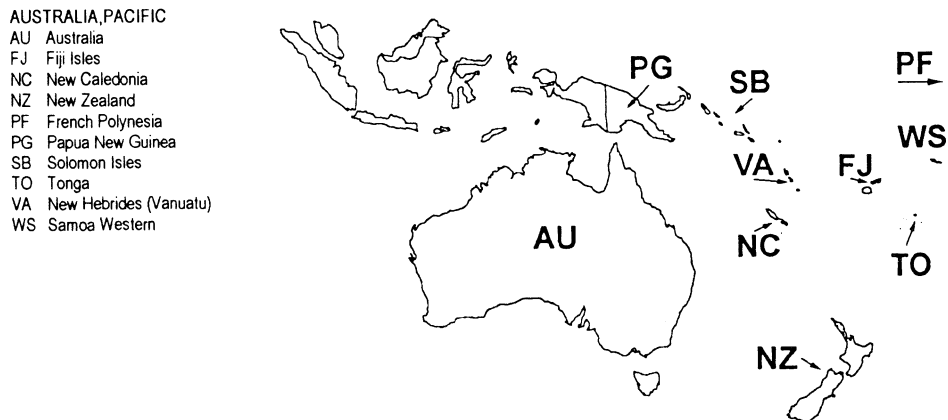 AUSTRALIA,PACIFIC
AU Australia
FJ Fiji Isles
NC New Caledonia
NZ New Zealand
PF French Polynesia
PG Papua New Guinea
SB Solomon Isles
TO Tonga
VA New Hebrides (Vanuatu)
WS Samoa Western
PG
SB
PF
WS
VA
FJ
AU
NC
TO
NZ